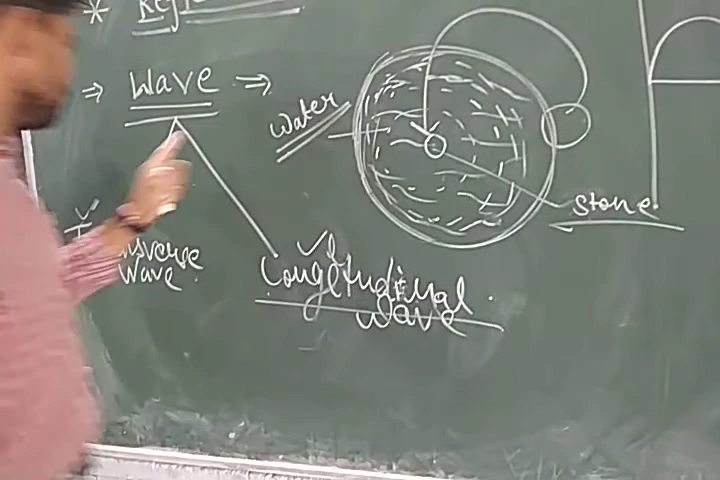 *
⇒ Wave ⇒
water
stone.
Wave.
Longitudinal.
wave